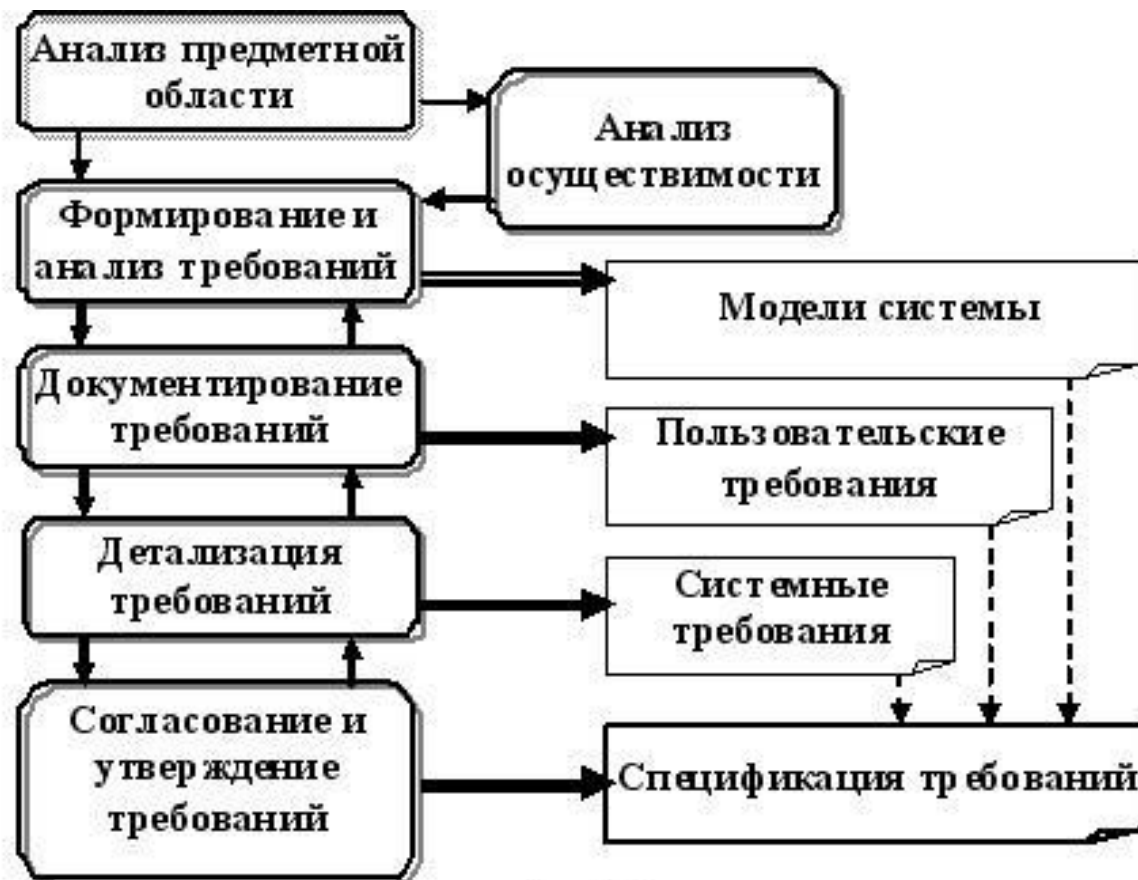 Анализ предметной
области
Анализ
осуществимости
Формирование и
анализ требований
Модели системы
Документирование
требований
Пользовательские
требования
Детализация
требований
Системные
требования
Согласование и
утверждение
требований
Спецификация требований